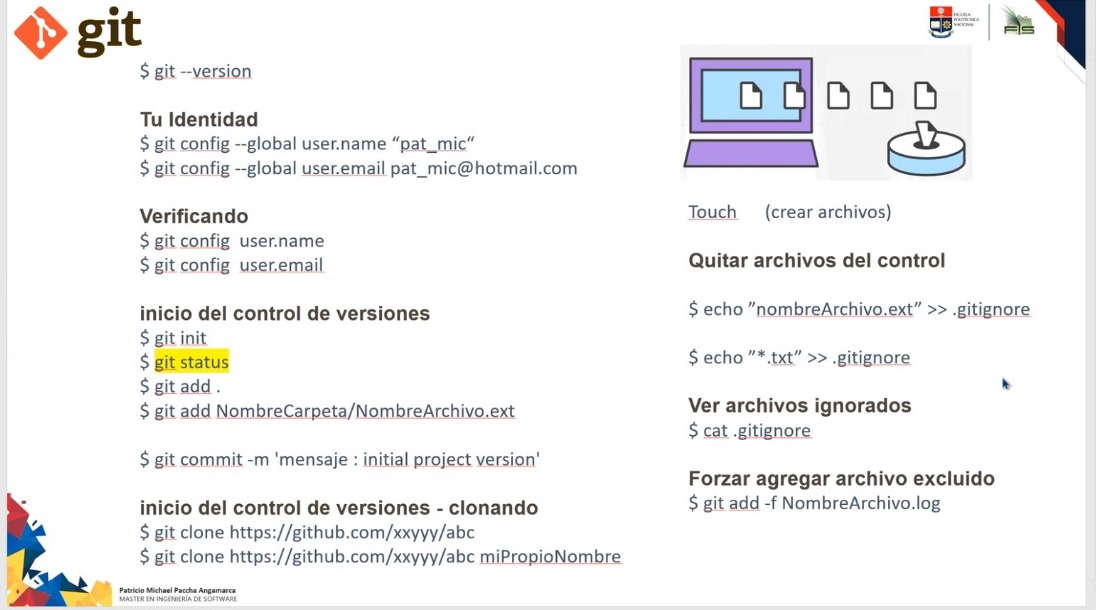 git
ESCUELA
POLITÉCNICA
NACIONAL
$ git --version
Tu Identidad
$ git config --global user.name “pat_mic“
$ git config --global user.email pat_mic@hotmail.com
Verificando
$ git config  user.name
$ git config  user.email
inicio del control de versiones
$ git init
$ git status
$ git add .
$ git add NombreCarpeta/NombreArchivo.ext
$ git commit -m 'mensaje : initial project version'
inicio del control de versiones - clonando
$ git clone https://github.com/xxyyy/abc
$ git clone https://github.com/xxyyy/abc miPropioNombre
Touch (crear archivos)
Quitar archivos del control
$ echo ”nombreArchivo.ext” >> .gitignore
$ echo ”*.txt” >> .gitignore
Ver archivos ignorados
$ cat .gitignore
Forzar agregar archivo excluido
$ git add -f NombreArchivo.log
Patricio Michael Paccha Angamarca
MASTER EN INGENIERÍA DE SOFTWARE